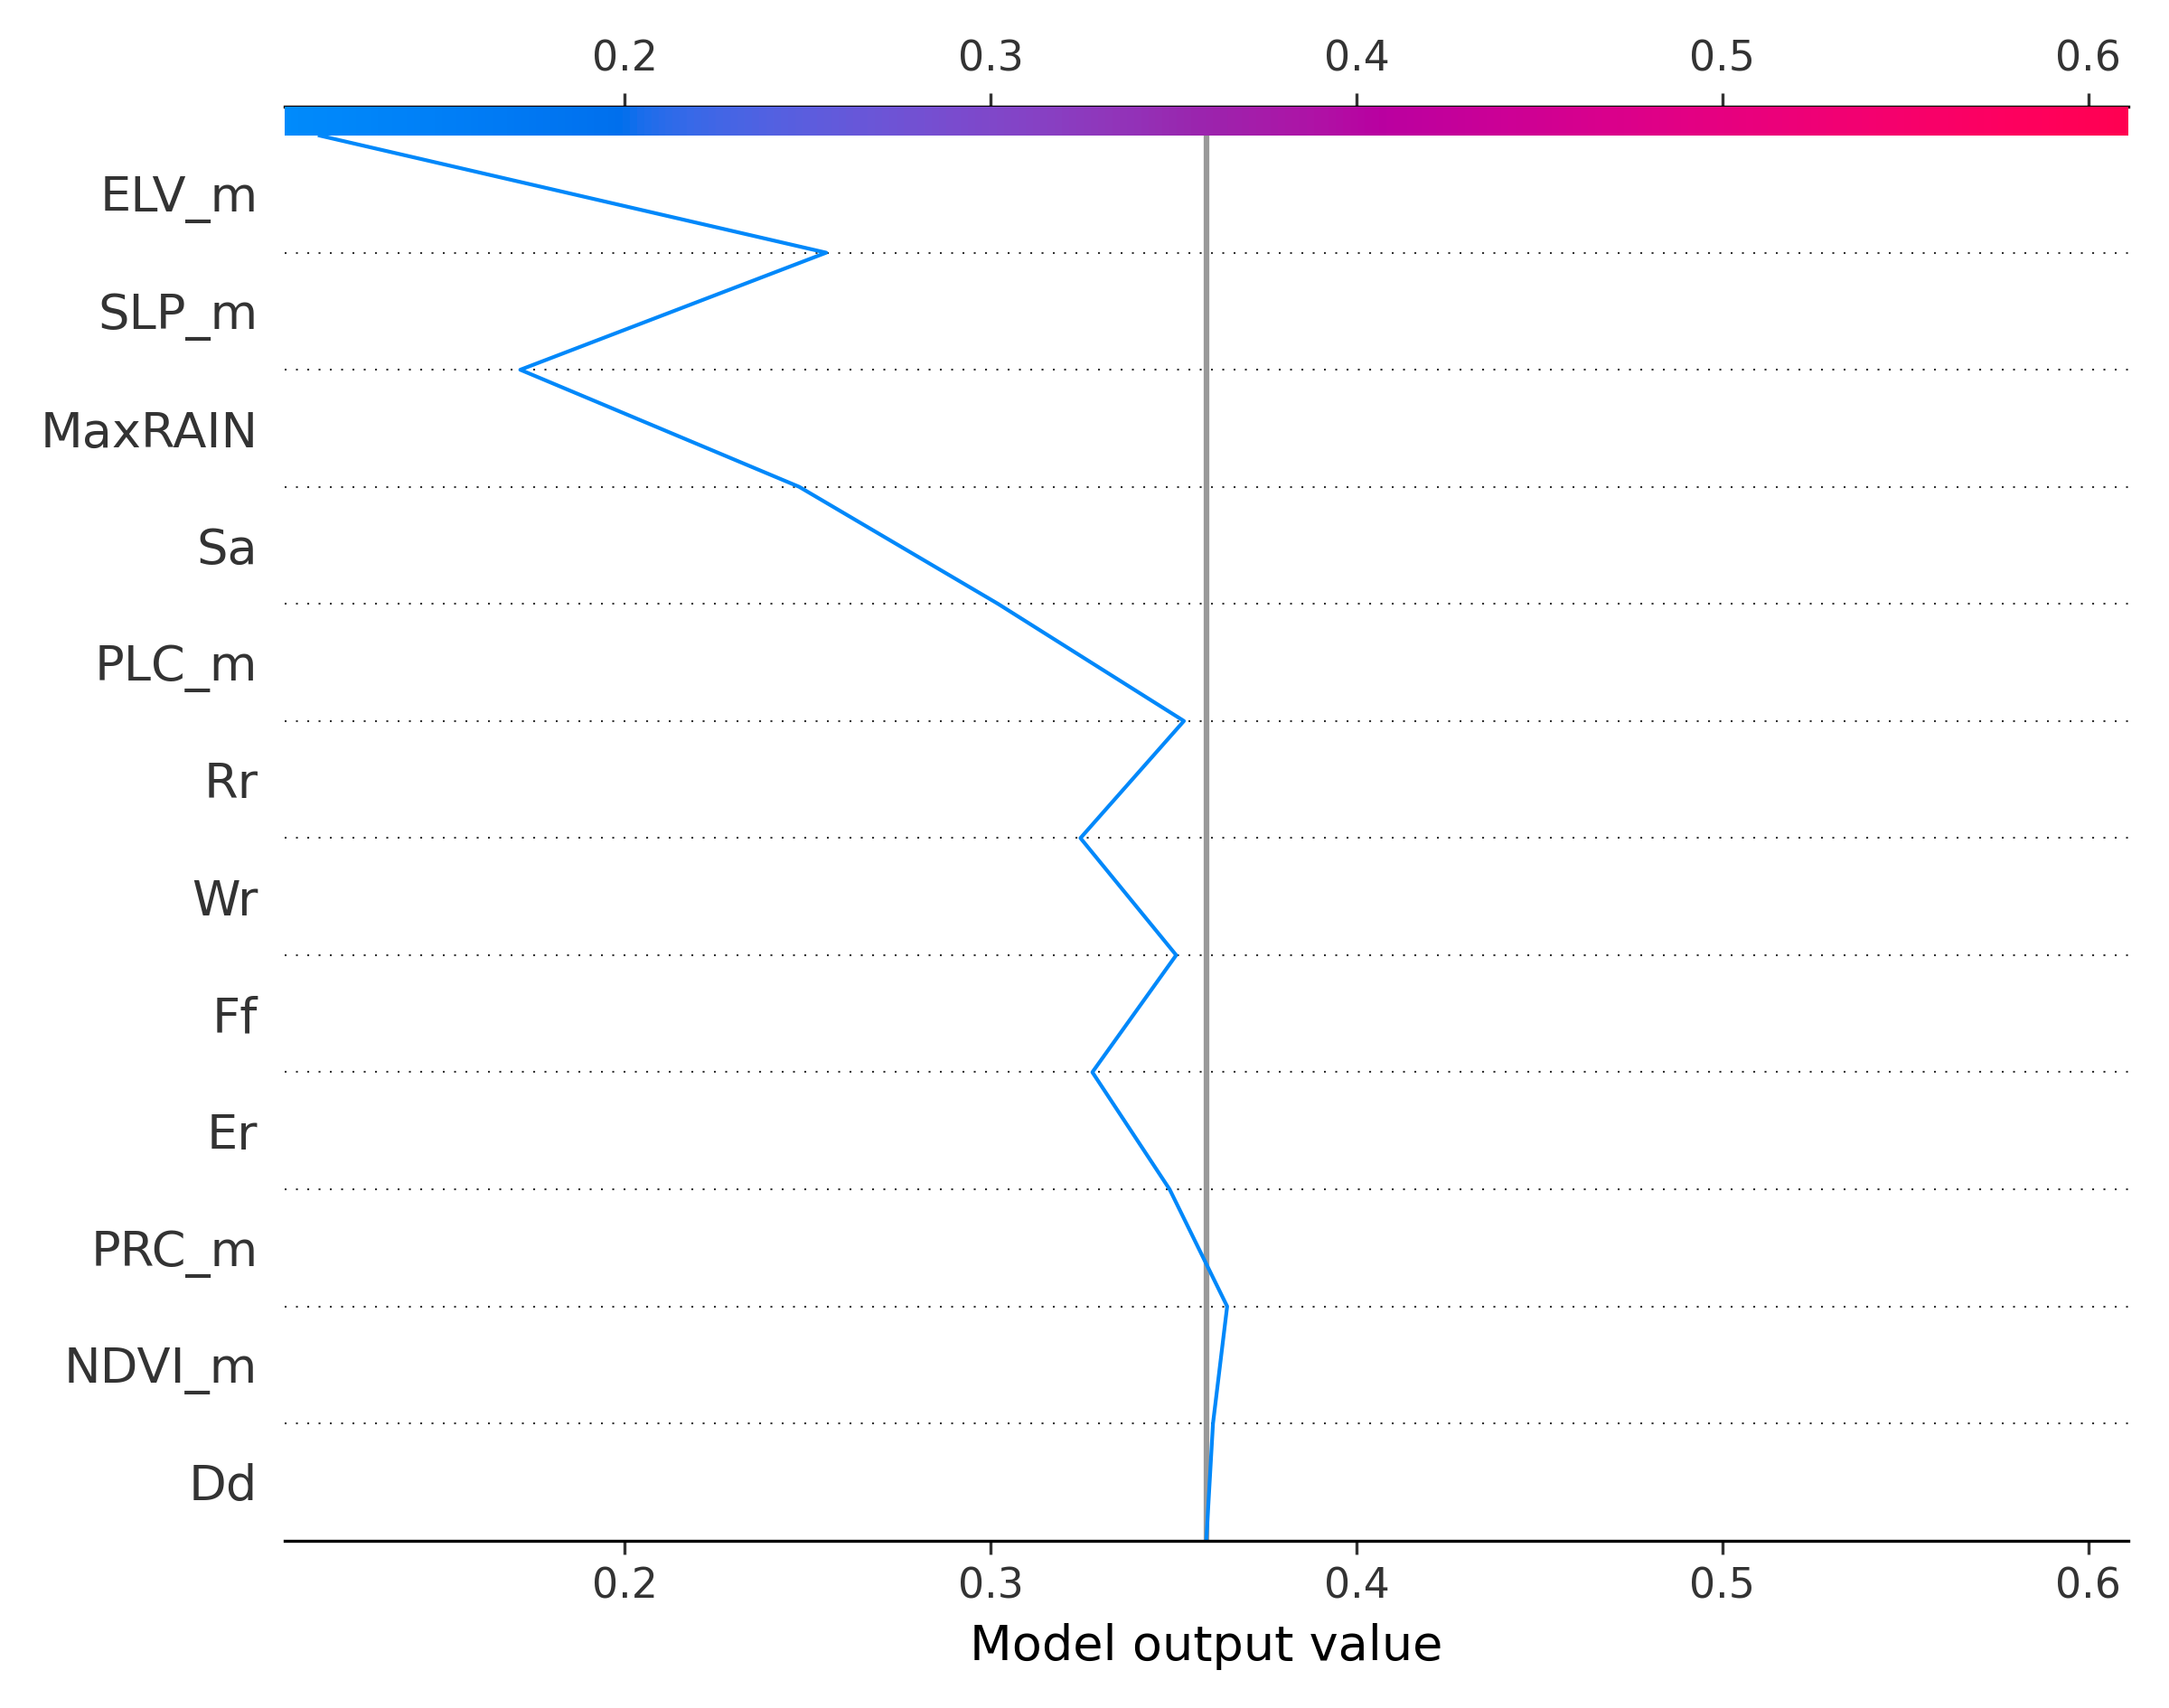 0.2 0.3 0.4 0.5 0.6
ELV_m
SLP_m
MaxRAIN
Sa
PLC_m
Rr
Wr
Ff
Er
PRC_m
NDVI_m
Dd
0.2 0.3 0.4 0.5 0.6
Model output value